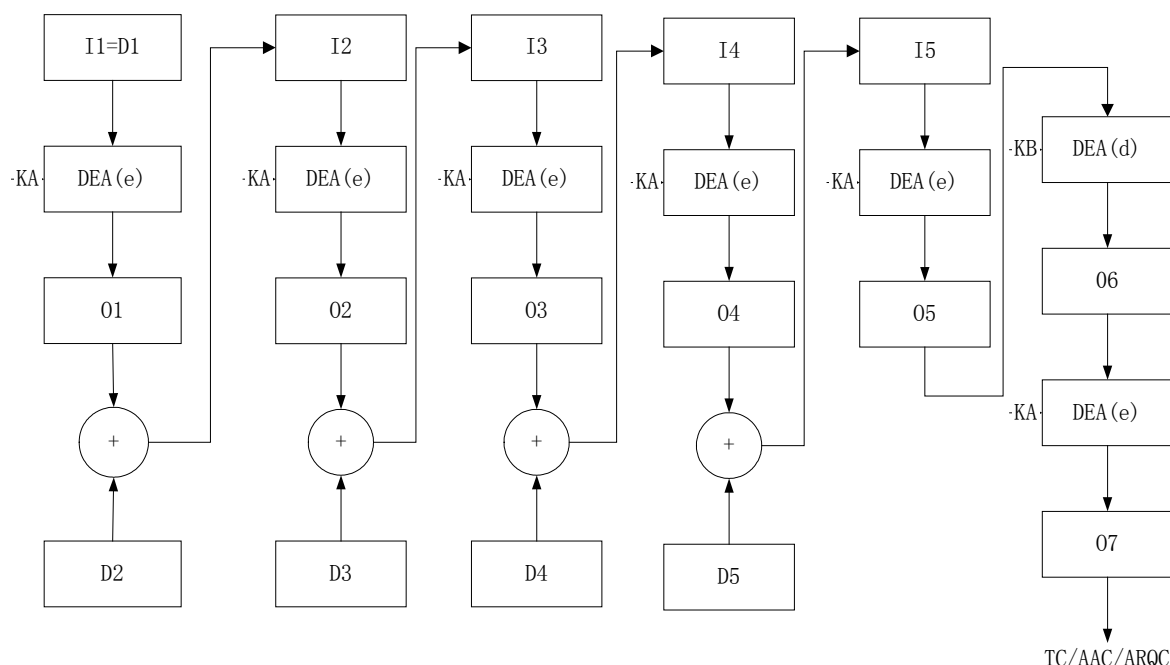 I1=D1
I2
I3
I4
I5
-KA- DEA(e)
-KA- DEA(e)
-KA- DEA(e)
-KA- DEA(e)
-KA- DEA(e)
-KB- DEA(d)
O1
O2
O3
O4
O5
O6
-KA- DEA(e)
+
+
+
+
O7
D2
D3
D4
D5
TC/AAC/ARQC